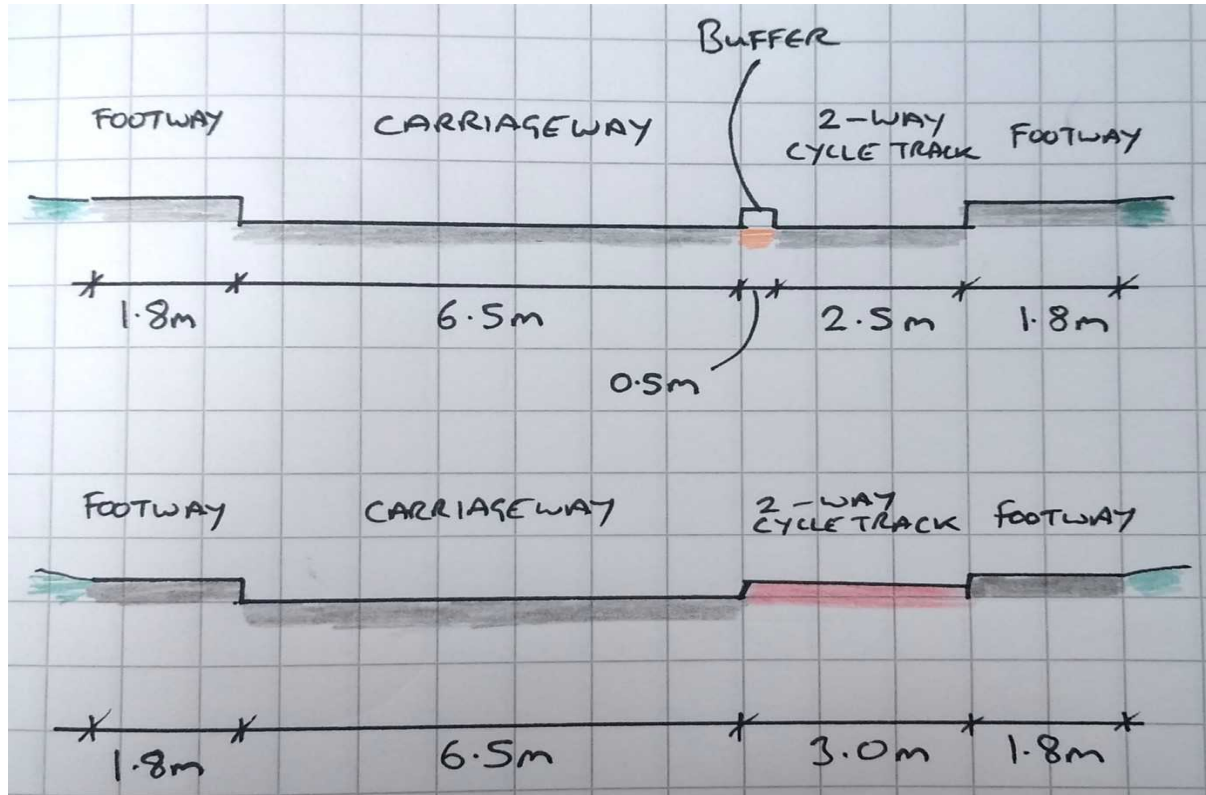 BUFFER
FOOTWAY
CARRIAGEWAY
2-WAY
CYCLE TRACK
FOOTWAY
1.8m
6.5m
2.5m
1.8m
0.5m
FOOTWAY
CARRIAGEWAY
2-WAY
CYCLE TRACK
FOOTWAY
1.8m
6.5m
3.0m
1.8m